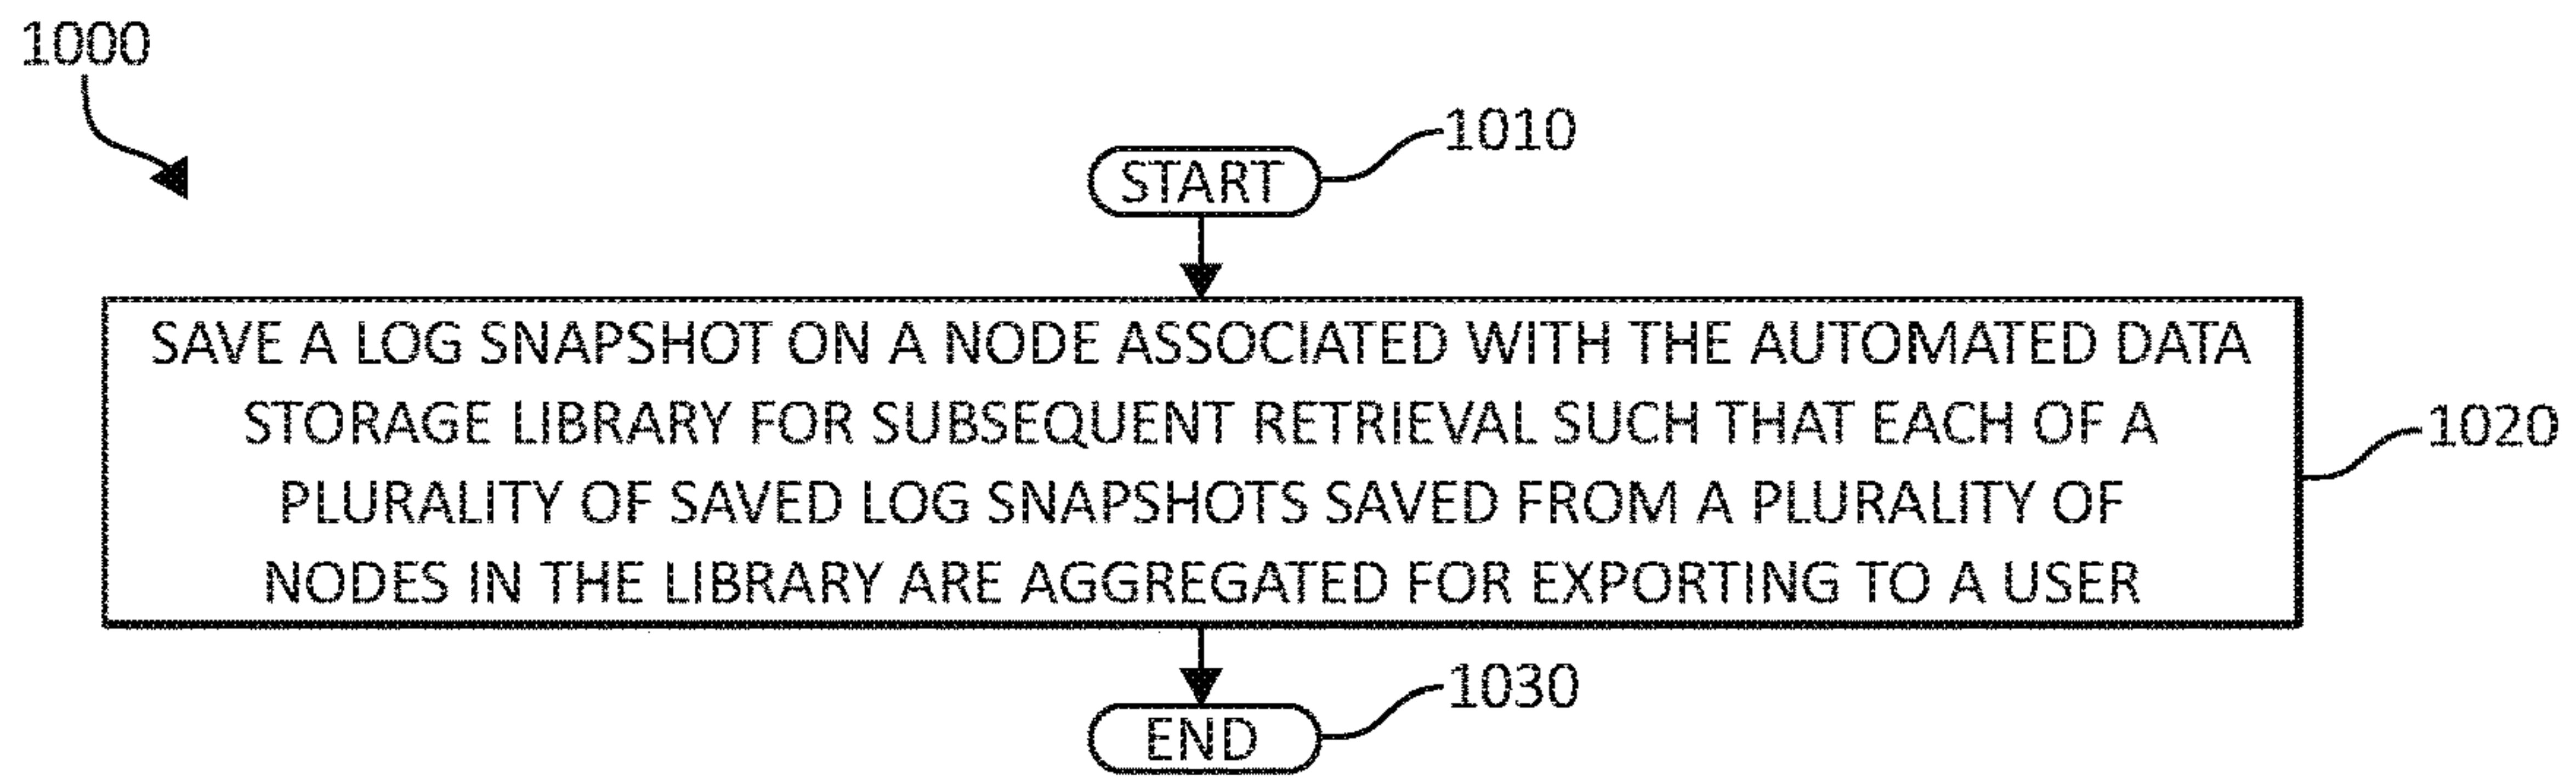 1000
1010
START
SAVE A LOG SNAPSHOT ON A NODE ASSOCIATED WITH THE AUTOMATED DATA
STORAGE LIBRARY FOR SUBSEQUENT RETRIEVAL SUCH THAT EACH OF A
PLURALITY OF SAVED LOG SNAPSHOTS SAVED FROM A PLURALITY OF
NODES IN THE LIBRARY ARE AGGREGATED FOR EXPORTING TO A USER
1020
1030
END